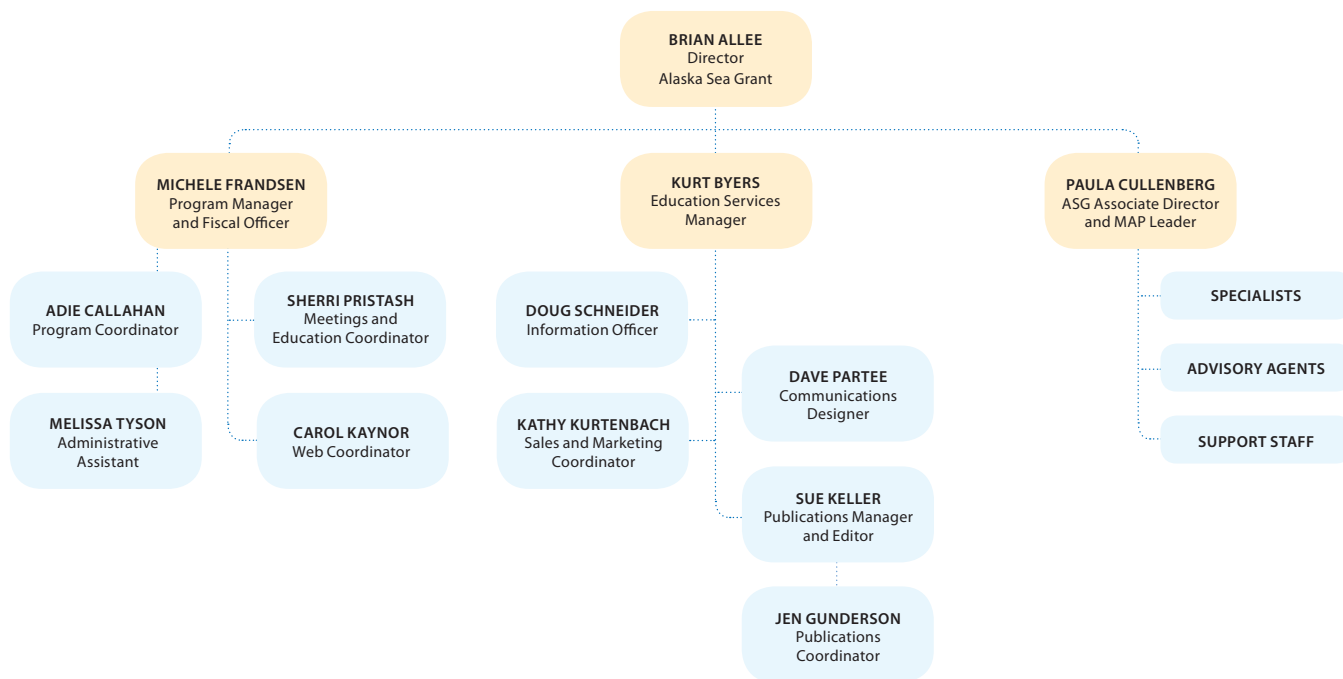 BRIAN ALLEE
Director
Alaska Sea Grant
MICHELE FRANDSEN
Program Manager
and Fiscal Officer
KURT BYERS
Education Services
Manager
PAULA CULLENBERG
ASG Associate Director
and MAP Leader
ADIE CALLAHAN
Program Coordinator
SHERRI PRISTASH
Meetings and
Education Coordinator
MELISSA TYSON
Administrative
Assistant
CAROL KAYNOR
Web Coordinator
DOUG SCHNEIDER
Information Officer
DAVE PARTEE
Communications
Designer
KATHY KURTENBACH
Sales and Marketing
Coordinator
SUE KELLER
Publications Manager
and Editor
JEN GUNDERSON
Publications
Coordinator
SPECIALISTS
ADVISORY AGENTS
SUPPORT STAFF